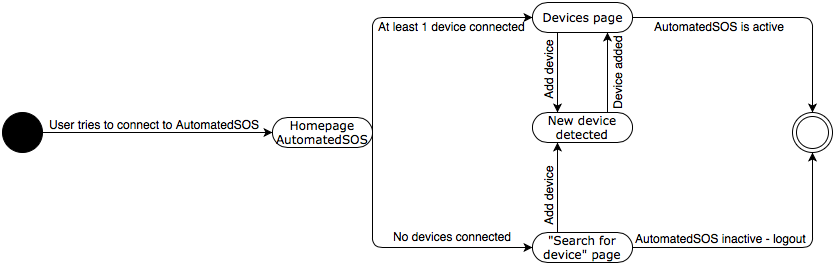 At least 1 device connected
Devices page
AutomatedSOS is active
Add device
Device added
User tries to connect to AutomatedSOS
Homepage
AutomatedSOS
New device
detected
Add device
No devices connected
"Search for
device" page
AutomatedSOS inactive - logout